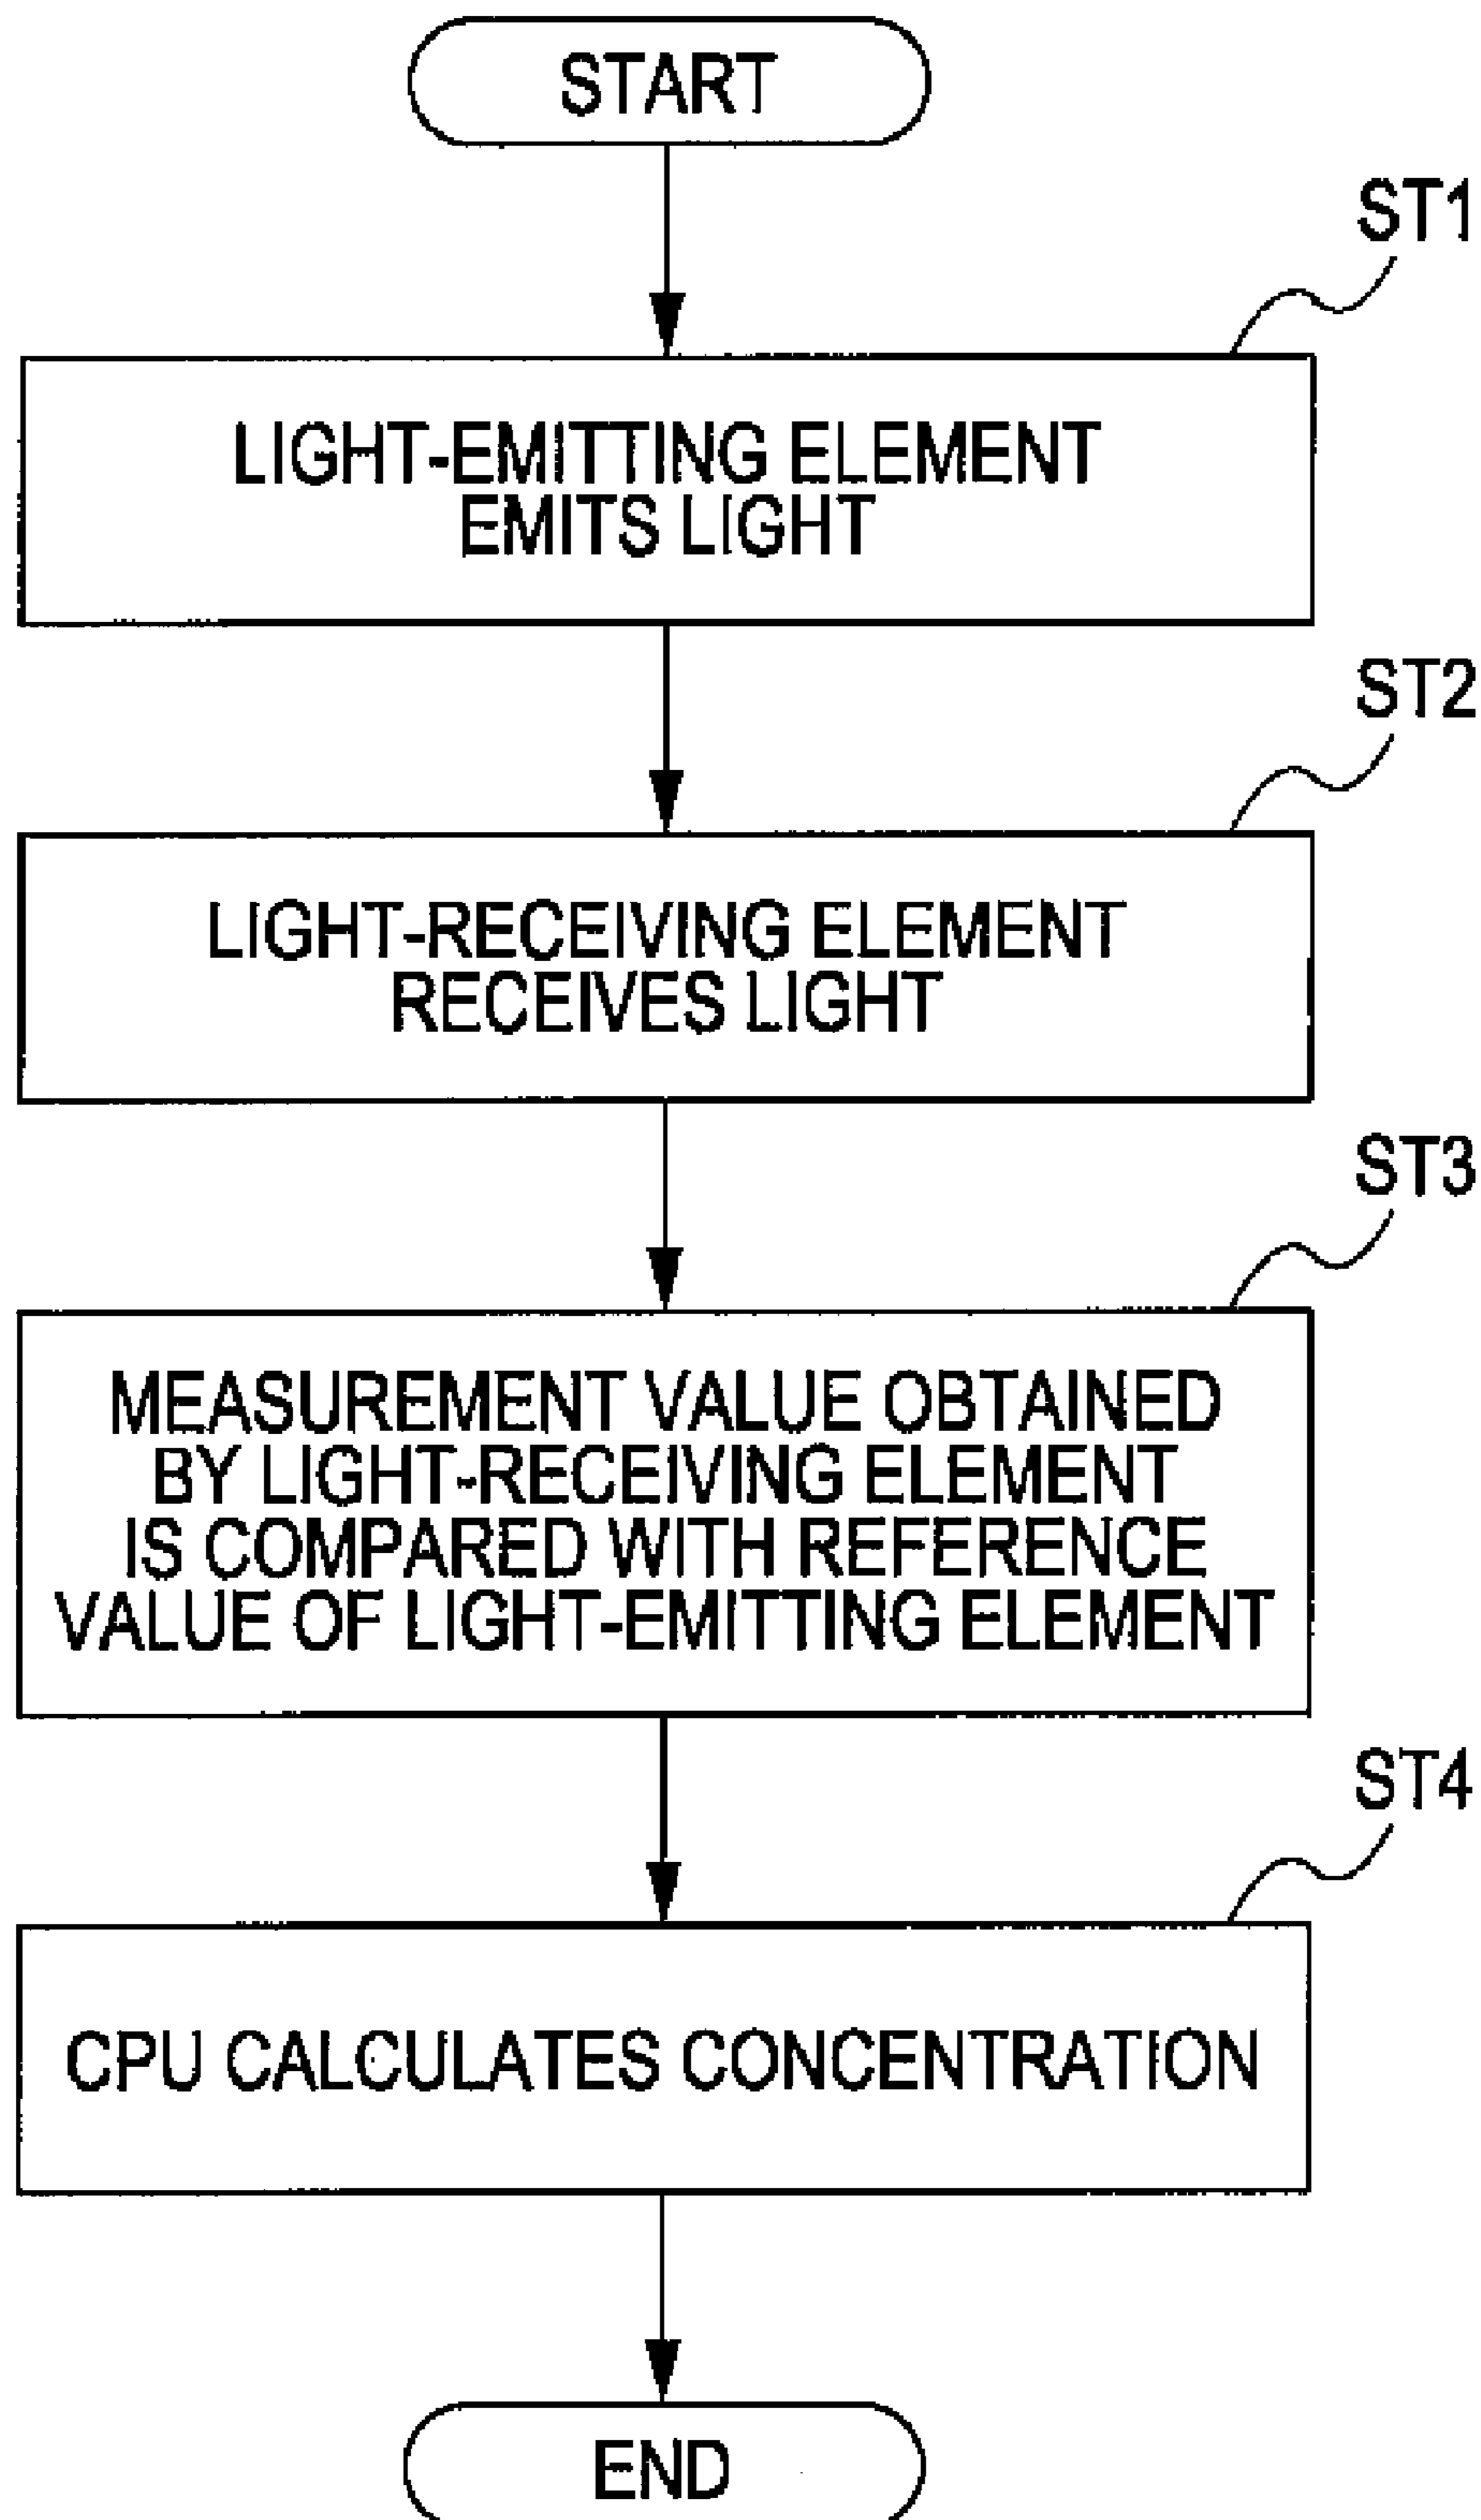 START
ST1
LIGHT-EMITTING ELEMENT
EMITS LIGHT
ST2
LIGHT-RECEIVING ELEMENT
RECEIVES LIGHT
ST3
MEASUREMENT VALUE OBTAINED
BY LIGHT-RECEIVING ELEMENT
IS COMPARED WITH REFERENCE
VALUE OF LIGHT-EMITTING ELEMENT
ST4
CPU CALCULATES CONCENTRATION
END